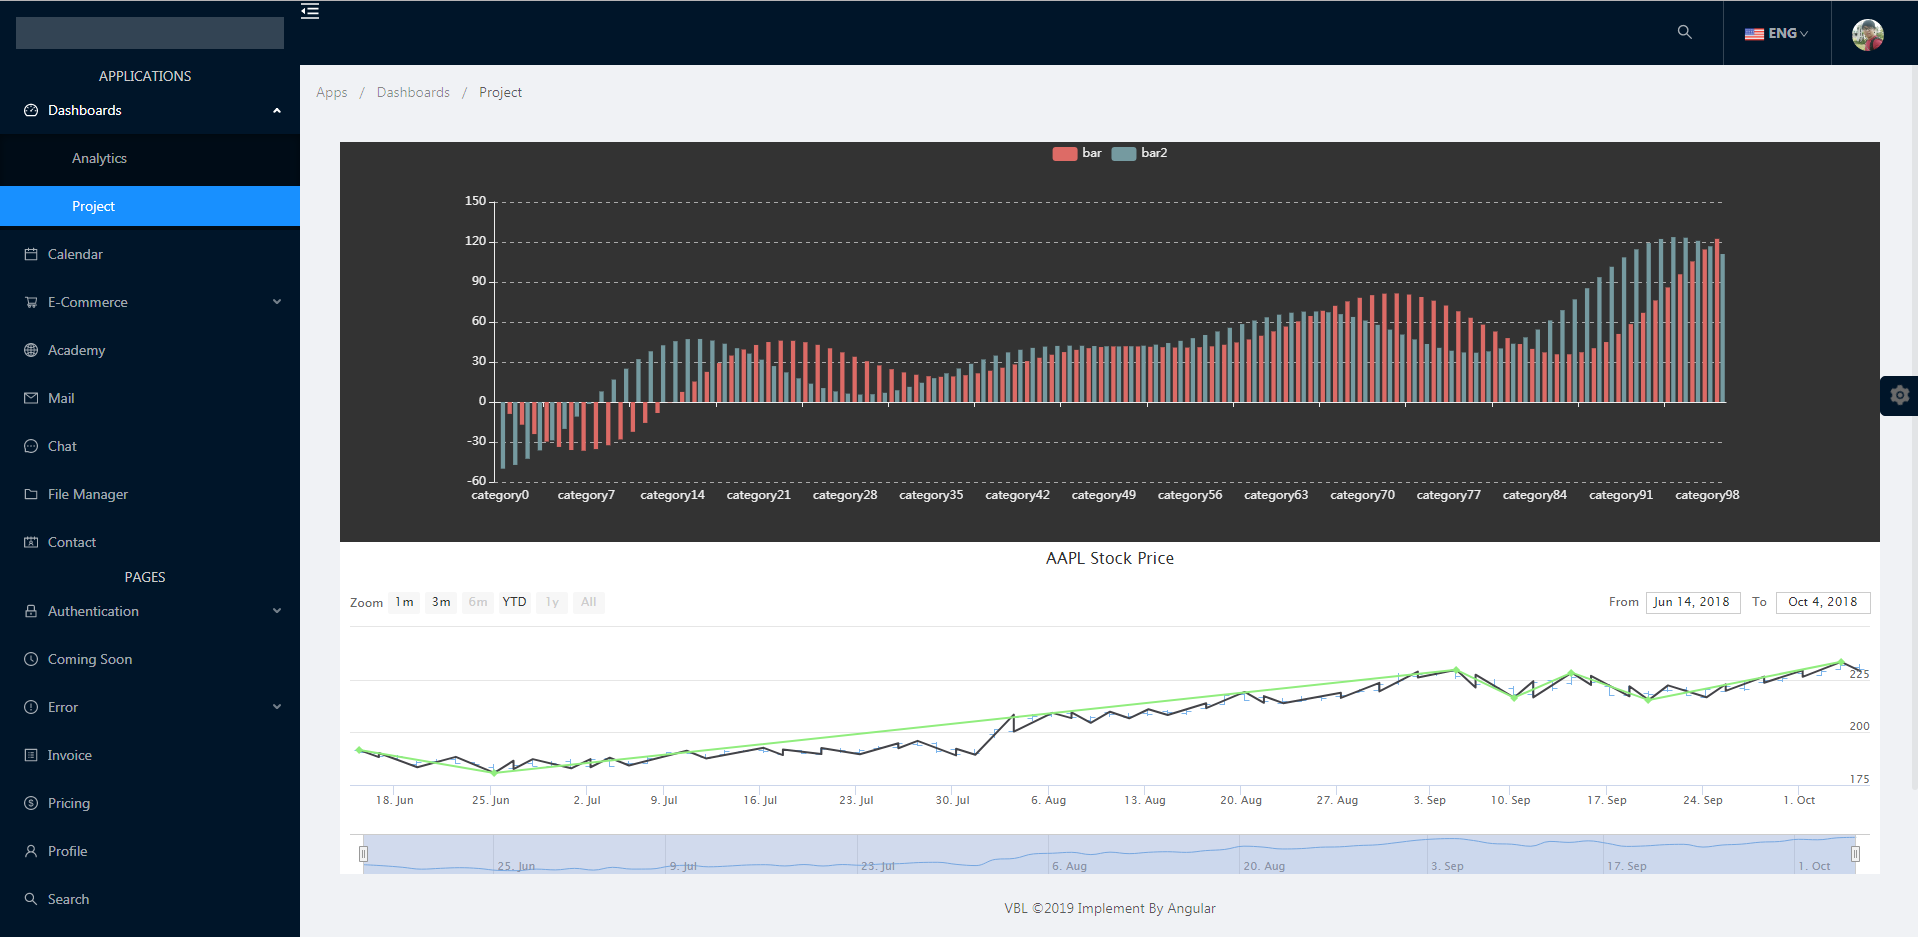 APPLICATIONS
Dashboards
Analytics
Project
Calendar
E-Commerce
Academy
Mail
Chat
File Manager
Contact
PAGES
Authentication
Coming Soon
Error
Invoice
Pricing
Profile
Search
ENG
Apps / Dashboards / Project
bar bar2
150
120
90
60
30
0
-30
-60
category0 category7 category14 category21 category28 category35 category42 category49 category56 category63 category70 category77 category84 category91 category98
AAPL Stock Price
Zoom 1m 3m 6m YTD 1y All From Jun 14, 2018 To Oct 4, 2018
225
200
175
18. Jun 25. Jun 2. Jul 9. Jul 16. Jul 23. Jul 30. Jul 6. Aug 13. Aug 20. Aug 27. Aug 3. Sep 10. Sep 17. Sep 24. Sep 1. Oct
25. Jun 9. Jul 23. Jul 6. Aug 20. Aug 3. Sep 17. Sep 1. Oct
VBL ©2019 Implement By Angular